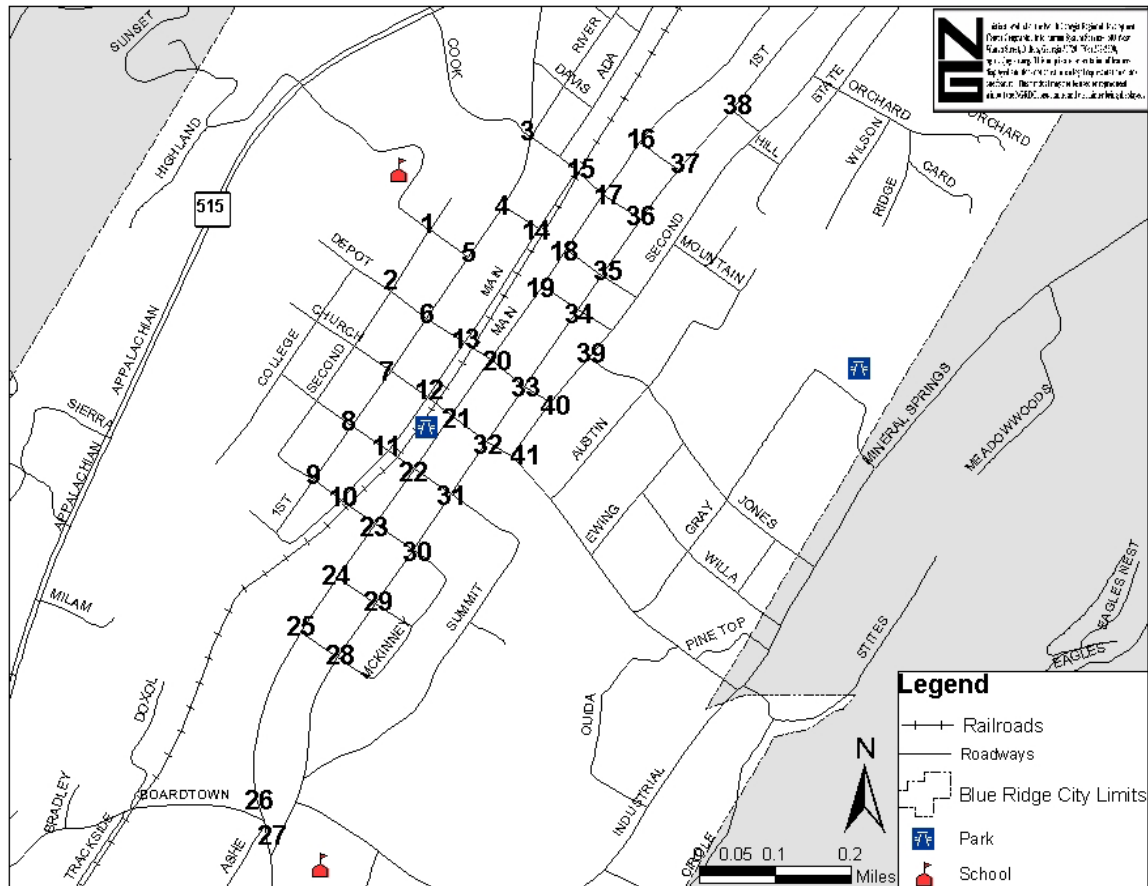 SUNSET
COOK
RIVER
DAVIS
ADA
1ST
STATE
NG
38
ORCHARD
ORCHARD
HIGHLAND
3
16
HILL
WILSON
15
37
CARD
RIDGE
515
17
4
36
1
14
SECOND
DEPOT
5
18
MOUNTAIN
2
MAIN
35
19
CHURCH
6
MAIN
34
APPALACHIAN
COLLEGE
SECOND
13
20
39
7
12
33
40
MINERAL SPRINGS
MEADOWWOODS
SIERRA
8
21
AUSTIN
11
32
41
APPALACHIAN
9
22
1ST
10
31
EWING
GRAY
JONES
23
30
WILLA
24
MILAM
29
SUMMIT
EAGLES NEST
25
MCKINNEY
PINE TOP
STITES
28
EAGLES
DOXOL
OUIDA
Legend
Railroads
Roadways
Blue Ridge City Limits
Park
School
N
BOARDTOWN
26
BRADLEY
27
INDUSTRIAL
TRACKSIDE
ASHE
CIRCLE
0.05 0.1 0.2
Miles